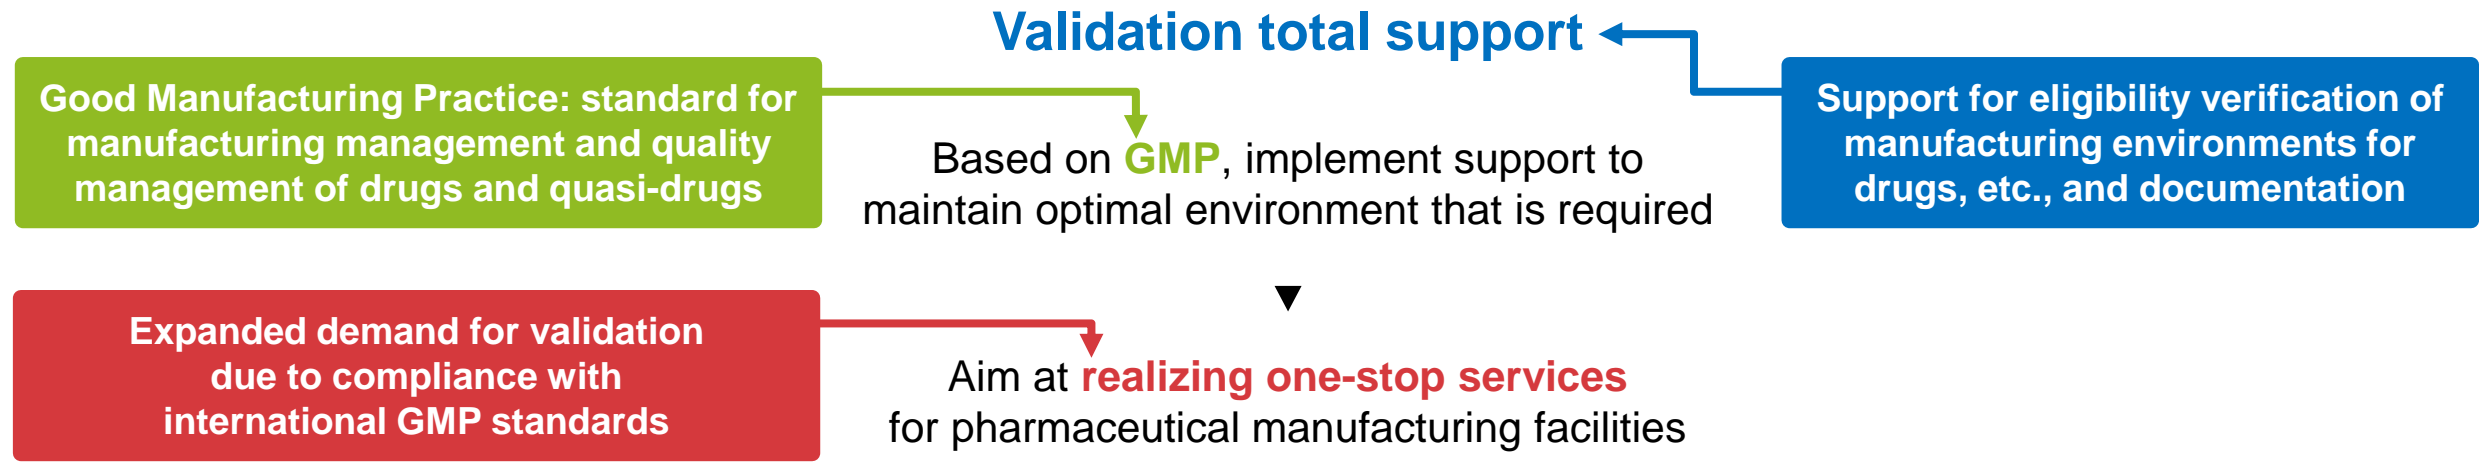 Validation total support
Good Manufacturing Practice: standard for
manufacturing management and quality
management of drugs and quasi-drugs
Based on GMP, implement support to
maintain optimal environment that is required
Support for eligibility verification of
manufacturing environments for
drugs, etc., and documentation
▼
Expanded demand for validation
due to compliance with
international GMP standards
Aim at realizing one-stop services
for pharmaceutical manufacturing facilities